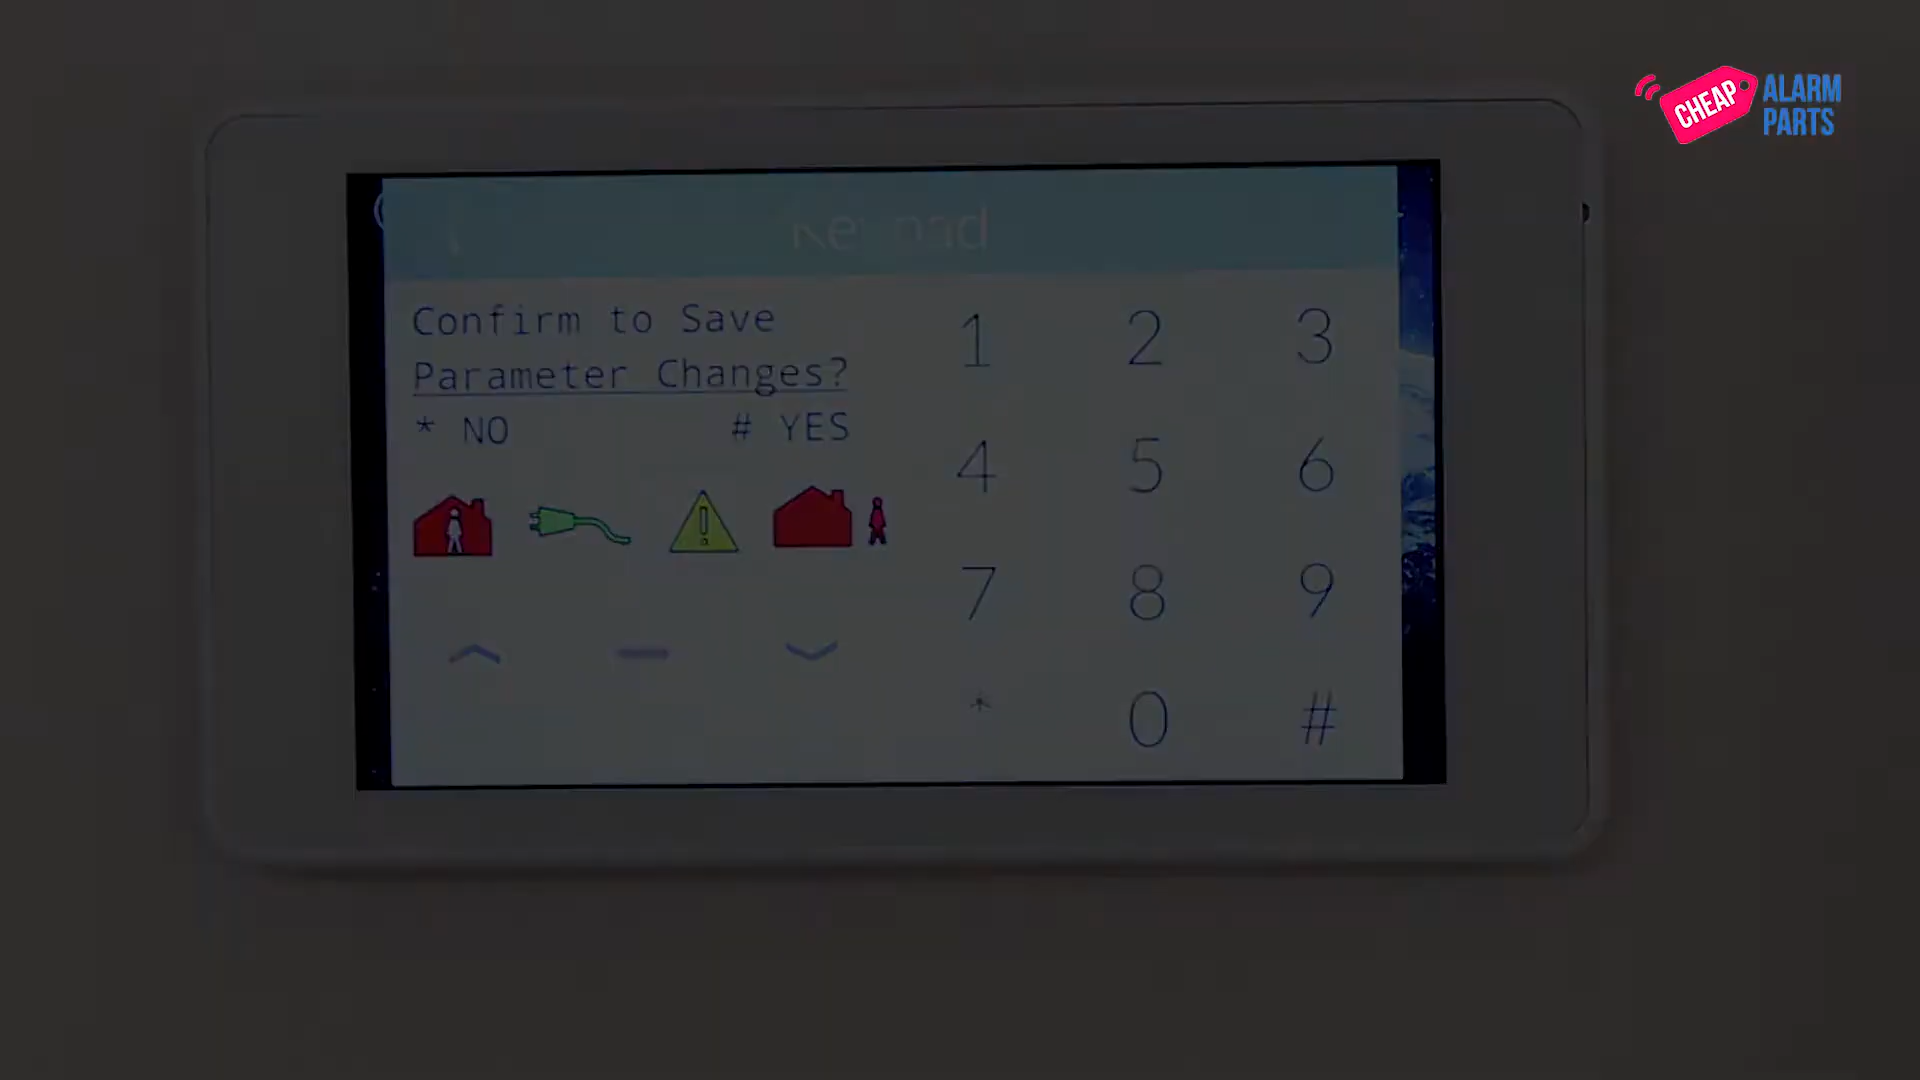 CHEAP
ALARM
PARTS
Keypad
Confirm to Save
Parameter Changes?
* NO # YES
1 2 3
4 5 6
7 8 9
* 0 #